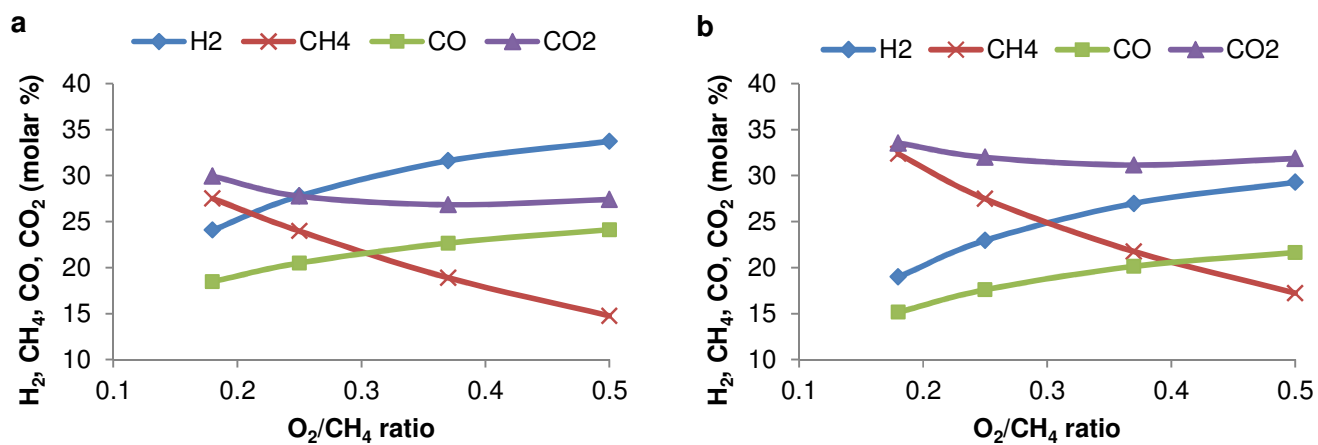 a
H2 CH4 CO CO2
H₂, CH₄, CO, CO₂ (molar %)
40
35
30
25
20
15
10
0.1 0.2 0.3 0.4 0.5
O₂/CH₄ ratio
b
H2 CH4 CO CO2
H₂, CH₄, CO, CO₂ (molar %)
40
35
30
25
20
15
10
0.1 0.2 0.3 0.4 0.5
O₂/CH₄ ratio